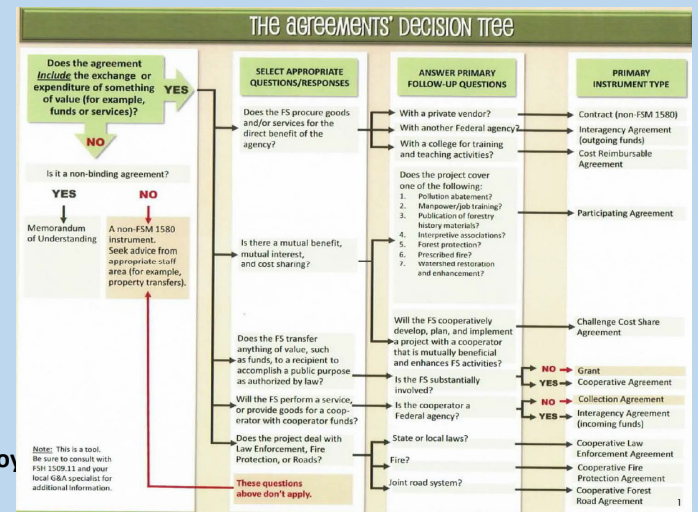 THE AGREEMENTS' DECISION TREE
Does the agreement
Include the exchange or
expenditure of something
of value (for example,
funds or services)?
YES
NO
Is it a non-binding agreement?
YES
NO
Memorandum
of Understanding
A non-FSM 1580
instrument.
Seek advice from
appropriate staff
area (for example,
property transfers).
Note: This is a tool.
Be sure to consult with
FSH 1509.11 and your
local G&A specialist for
additional information.
SELECT APPROPRIATE
QUESTIONS/RESPONSES
Does the FS procure goods
and/or services for the
direct benefit of the
agency?
Is there a mutual benefit,
mutual interest,
and cost sharing?
Does the FS transfer
anything of value, such
as funds, to a recipient to
accomplish a public purpose
as authorized by law?
Will the FS perform a service,
or provide goods for a coop-
erator with cooperator funds?
Does the project deal with
Law Enforcement, Fire
Protection, or Roads?
These questions
above don't apply.
ANSWER PRIMARY
FOLLOW-UP QUESTIONS
With a private vendor?
With another Federal agency?
With a college for training
and teaching activities?
Does the project cover
one of the following:
1. Pollution abatement?
2. Manpower/job training?
3. Publication of forestry
history materials?
4. Interpretive associations?
5. Forest protection?
6. Prescribed fire?
7. Watershed restoration
and enhancement?
Will the FS cooperatively
develop, plan, and implement
a project with a cooperator
that is mutually beneficial
and enhances FS activities?
Is the FS substantially
involved?
NO
YES
Is the cooperator a
Federal agency?
NO
YES
State or local laws?
Fire?
Joint road system?
PRIMARY
INSTRUMENT TYPE
Contract (non-FSM 1580)
Interagency Agreement
(outgoing funds)
Cost Reimbursable
Agreement
Participating Agreement
Challenge Cost Share
Agreement
Grant
Cooperative Agreement
Collection Agreement
Interagency Agreement
(incoming funds)
Cooperative Law
Enforcement Agreement
Cooperative Fire
Protection Agreement
Cooperative Forest
Road Agreement
1